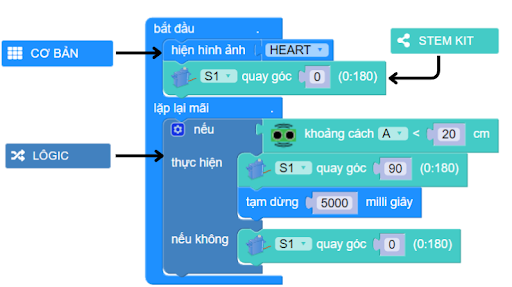 bắt đầu
CƠ BẢN
hiện hình ảnh HEART
STEM KIT
S1 quay góc 0 (0:180)
lặp lại mãi
nếu khoảng cách A < 20 cm
LÔGIC
thực hiện S1 quay góc 90 (0:180)
tạm dừng 5000 milli giây
nếu không S1 quay góc 0 (0:180)